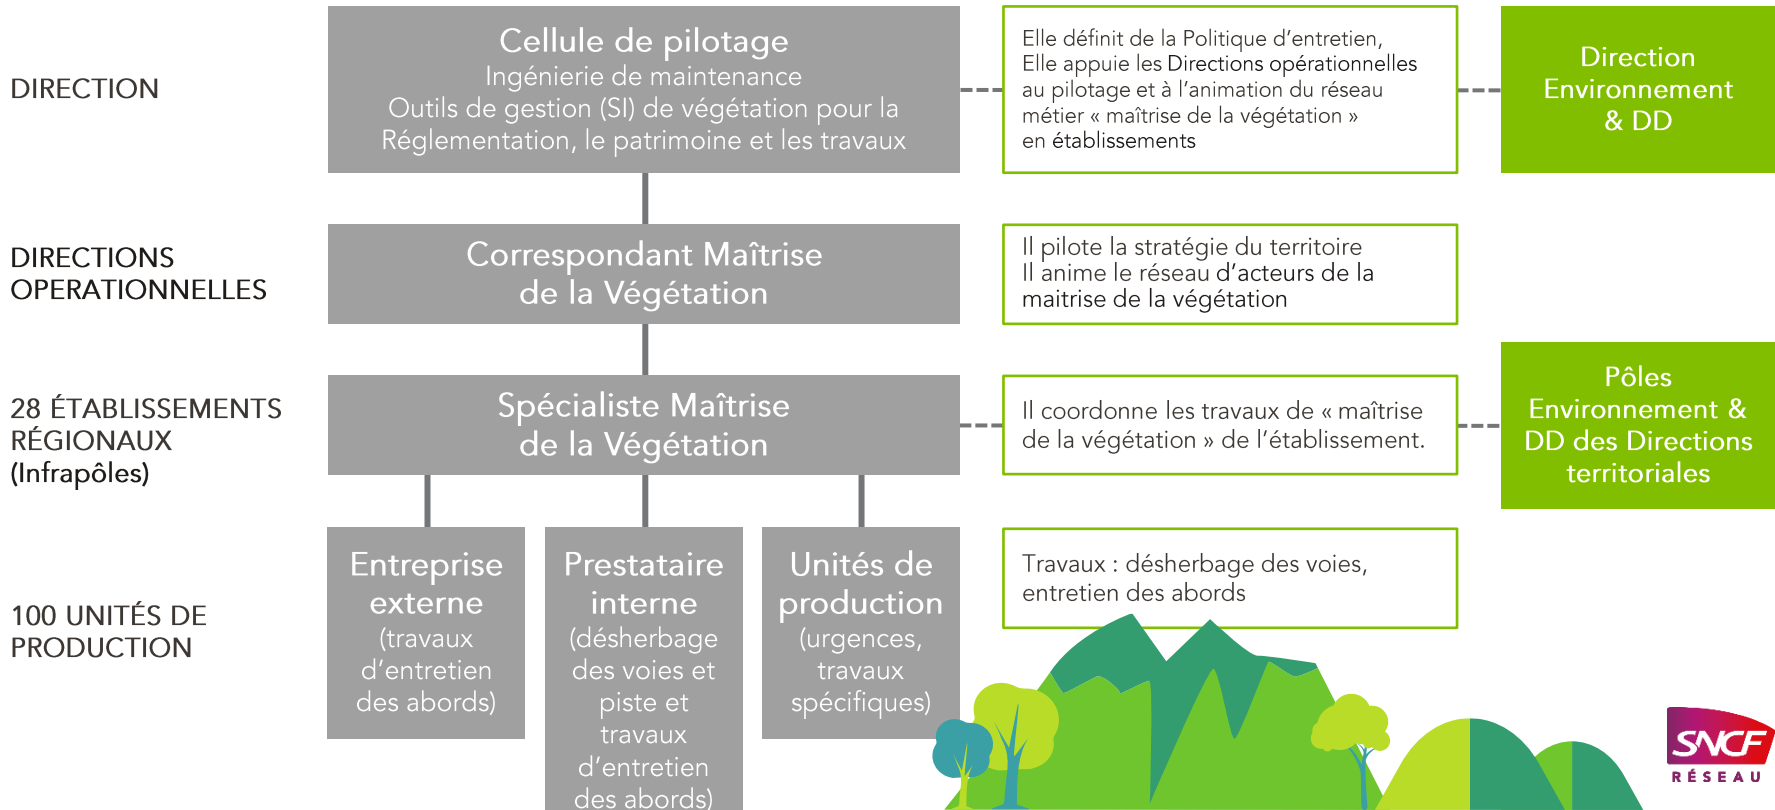 DIRECTION
Cellule de pilotage
Ingénierie de maintenance
Outils de gestion (SI) de végétation pour la
Réglementation, le patrimoine et les travaux
Elle définit de la Politique d’entretien,
Elle appuie les Directions opérationnelles
au pilotage et à l’animation du réseau
métier « maîtrise de la végétation »
en établissements
Direction
Environnement
& DD
DIRECTIONS
OPERATIONNELLES
Correspondant Maîtrise
de la Végétation
Il pilote la stratégie du territoire
Il anime le réseau d’acteurs de la
maitrise de la végétation
28 ÉTABLISSEMENTS
RÉGIONAUX
(Infrapôles)
Spécialiste Maîtrise
de la Végétation
Il coordonne les travaux de « maîtrise
de la végétation » de l’établissement.
Pôles
Environnement &
DD des Directions
territoriales
100 UNITÉS DE
PRODUCTION
Entreprise
externe
(travaux
d’entretien
des abords)
Prestataire
interne
(désherbage
des voies et
piste et
travaux
d’entretien
des abords)
Unités de
production
(urgences,
travaux
spécifiques)
Travaux : désherbage des voies,
entretien des abords
SNCF
RÉSEAU